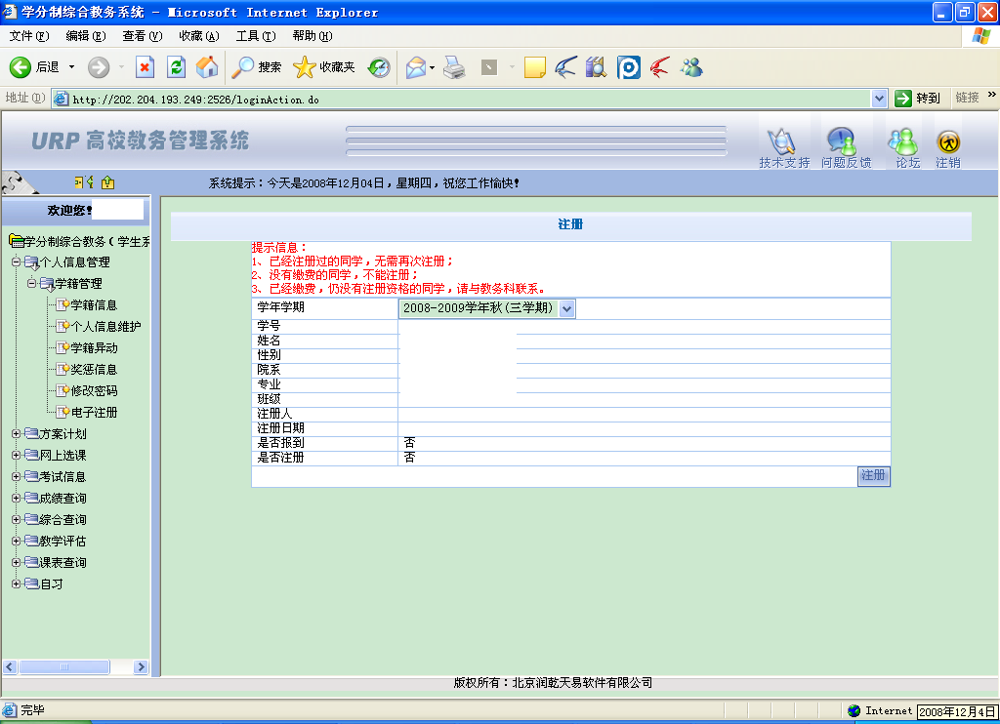 学分制综合教务系统 - Microsoft Internet Explorer
文件(F) 编辑(E) 查看(V) 收藏(A) 工具(T) 帮助(H)
后退 搜索 收藏夹
地址(D) http://202.204.193.249:2526/loginAction.do 转到 链接 »
URP 高校教务管理系统
技术支持 问题反馈 论坛 注销
系统提示：今天是2008年12月04日，星期四，祝您工作愉快！
欢迎您！
学分制综合教务（学生系
个人信息管理
学籍管理
学籍信息
个人信息维护
学籍异动
奖惩信息
修改密码
电子注册
方案计划
网上选课
考试信息
成绩查询
综合查询
教学评估
课表查询
自习
注册
提示信息：
1、已经注册过的同学，无需再次注册；
2、没有缴费的同学，不能注册；
3、已经缴费，仍没有注册资格的同学，请与教务科联系。
学年学期 2008-2009学年秋(三学期)
学号
姓名
性别
院系
专业
班级
注册人
注册日期
是否报到 否
是否注册 否
注册
版权所有：北京润乾天易软件有限公司
完毕 Internet 2008年12月4日